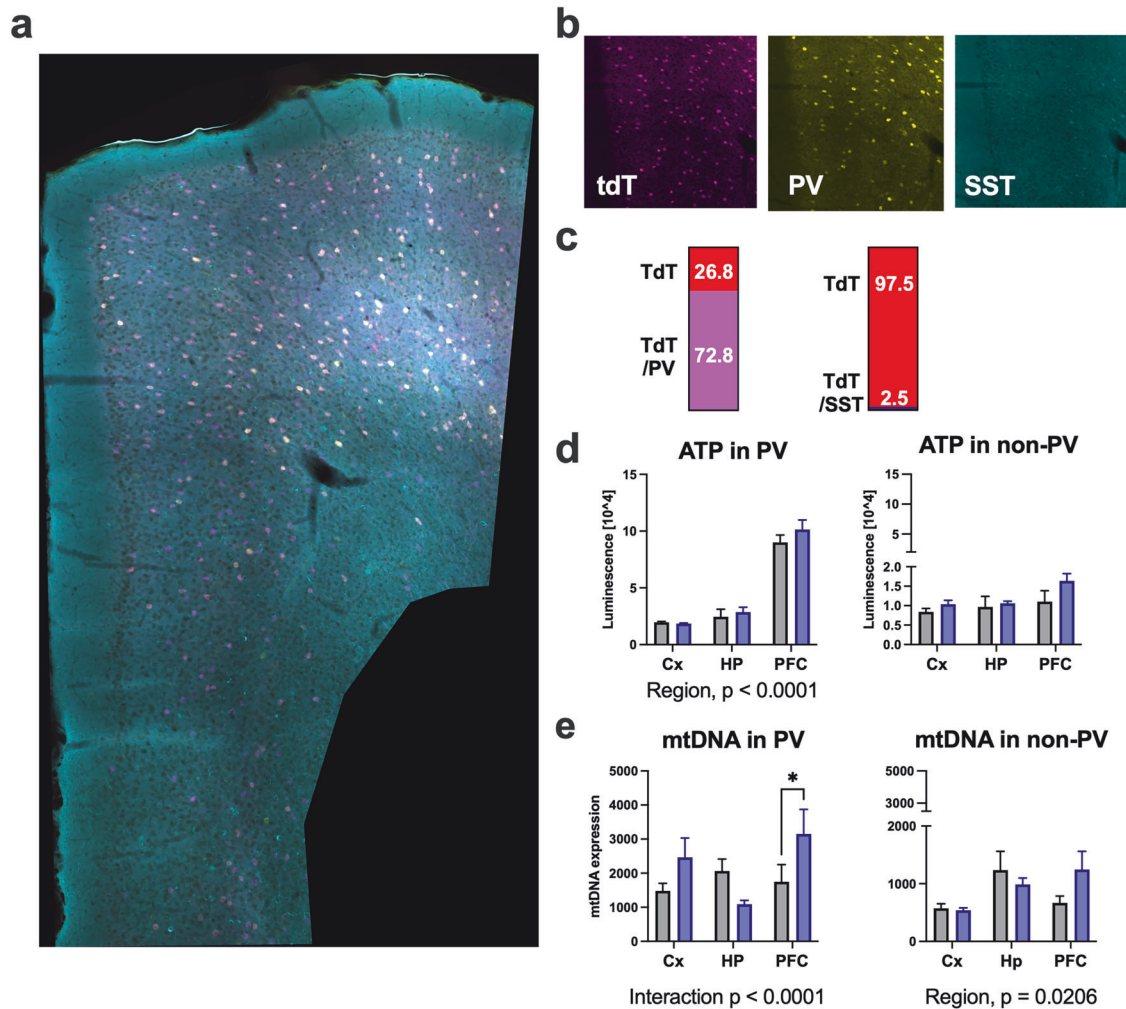 a
b
tdT
PV
SST
c
TdT
26.8
TdT
/PV
72.8
TdT
97.5
TdT
/SST
2.5
d
ATP in PV
Luminescence [10^4]
15
10
5
0
Cx HP PFC
Region, p < 0.0001
ATP in non-PV
Luminescence [10^4]
15
10
5
2.0
1.5
1.0
0.5
0.0
Cx HP PFC
e
mtDNA in PV
mtDNA expression
5000
4000
3000
2000
1000
0
*
Cx HP PFC
Interaction p < 0.0001
mtDNA in non-PV
5000
3000
2000
1000
0
Cx Hp PFC
Region, p = 0.0206